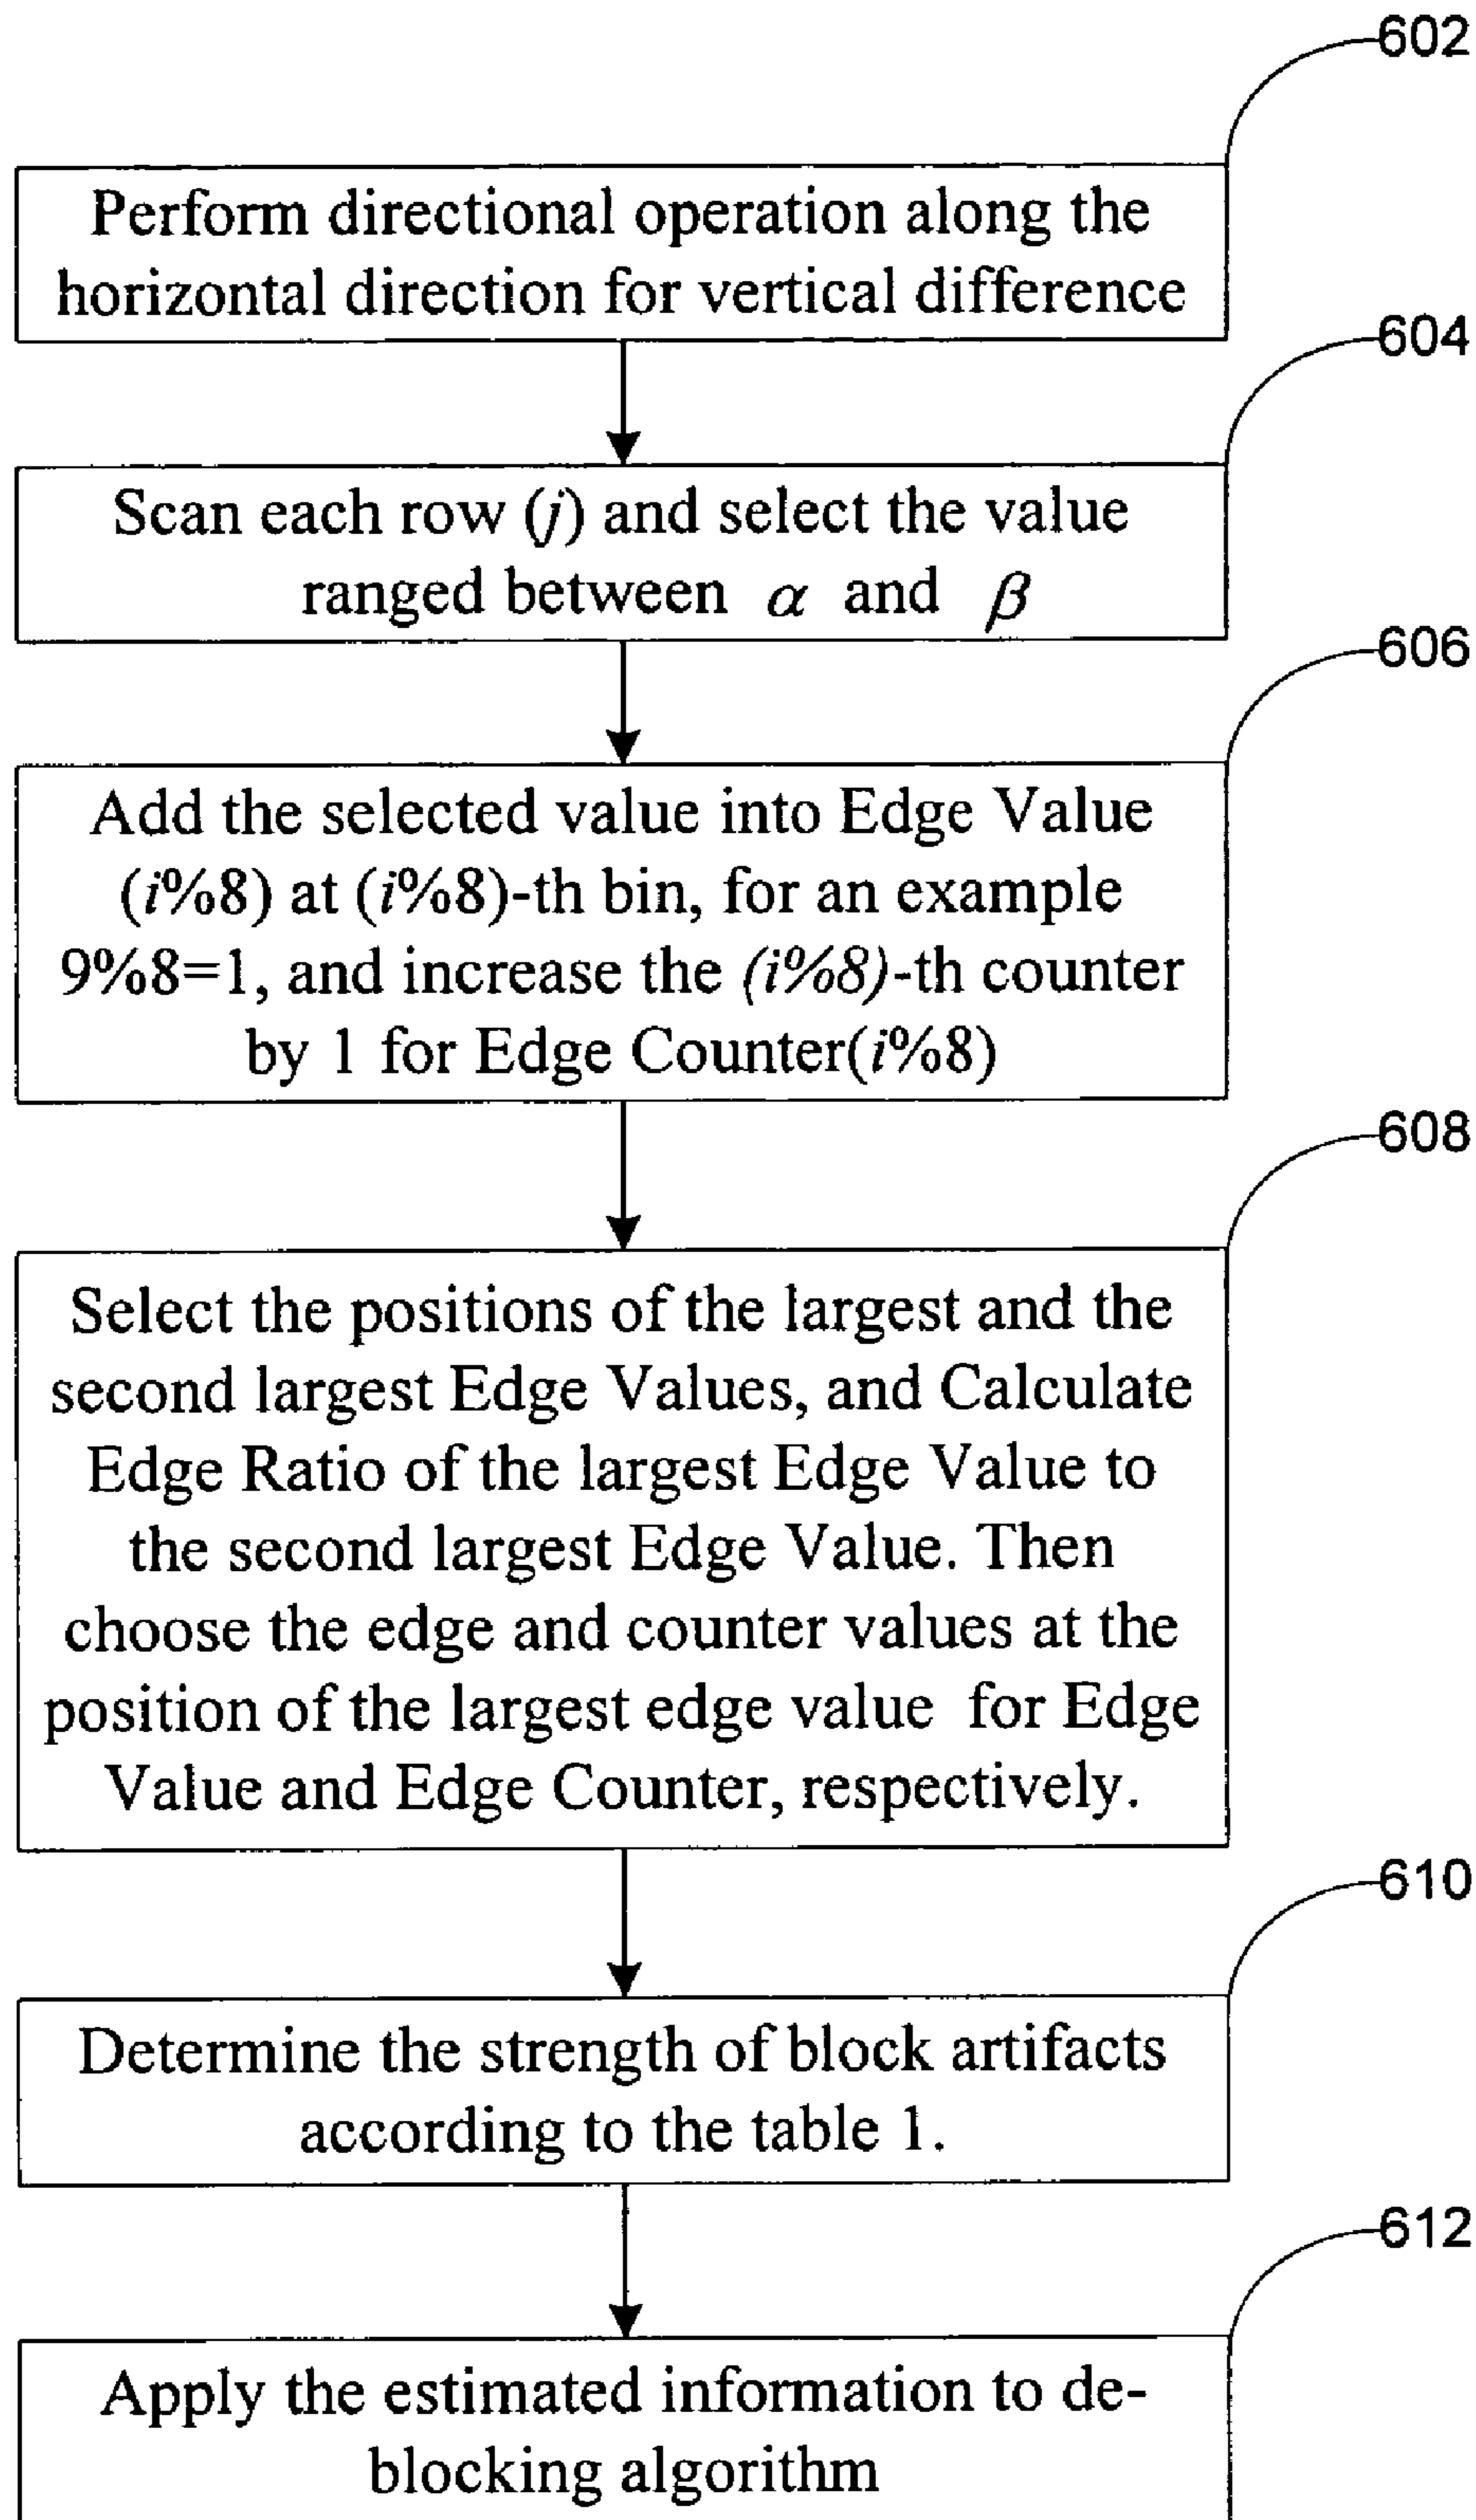 602
Perform directional operation along the
horizontal direction for vertical difference
604
Scan each row (j) and select the value
ranged between α and β
606
Add the selected value into Edge Value
(i%8) at (i%8)-th bin, for an example
9%8=1, and increase the (i%8)-th counter
by 1 for Edge Counter(i%8)
608
Select the positions of the largest and the
second largest Edge Values, and Calculate
Edge Ratio of the largest Edge Value to
the second largest Edge Value. Then
choose the edge and counter values at the
position of the largest edge value for Edge
Value and Edge Counter, respectively.
610
Determine the strength of block artifacts
according to the table 1.
612
Apply the estimated information to de-
blocking algorithm